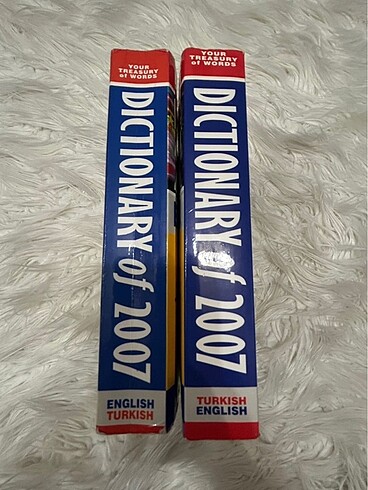 YOUR
TREASURY
of WORDS
DICTIONARY of 2007
ENGLISH
TURKISH
YOUR
TREASURY
of WORDS
DICTIONARY f 2007
TURKISH
ENGLISH